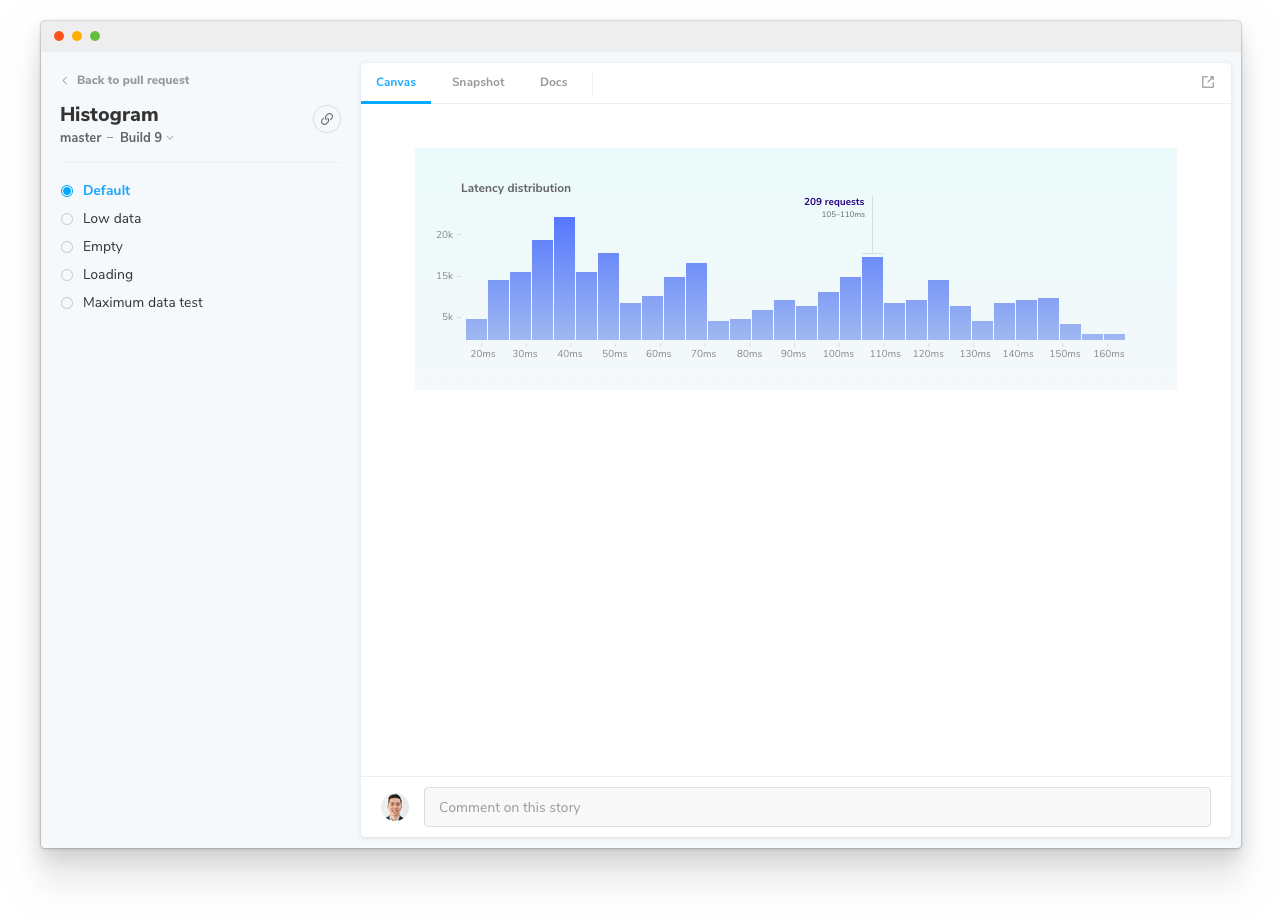 Back to pull request
Histogram
master – Build 9
Default
Low data
Empty
Loading
Maximum data test
Canvas Snapshot Docs
Latency distribution
209 requests
105–110ms
20k
15k
5k
20ms 30ms 40ms 50ms 60ms 70ms 80ms 90ms 100ms 110ms 120ms 130ms 140ms 150ms 160ms
Comment on this story